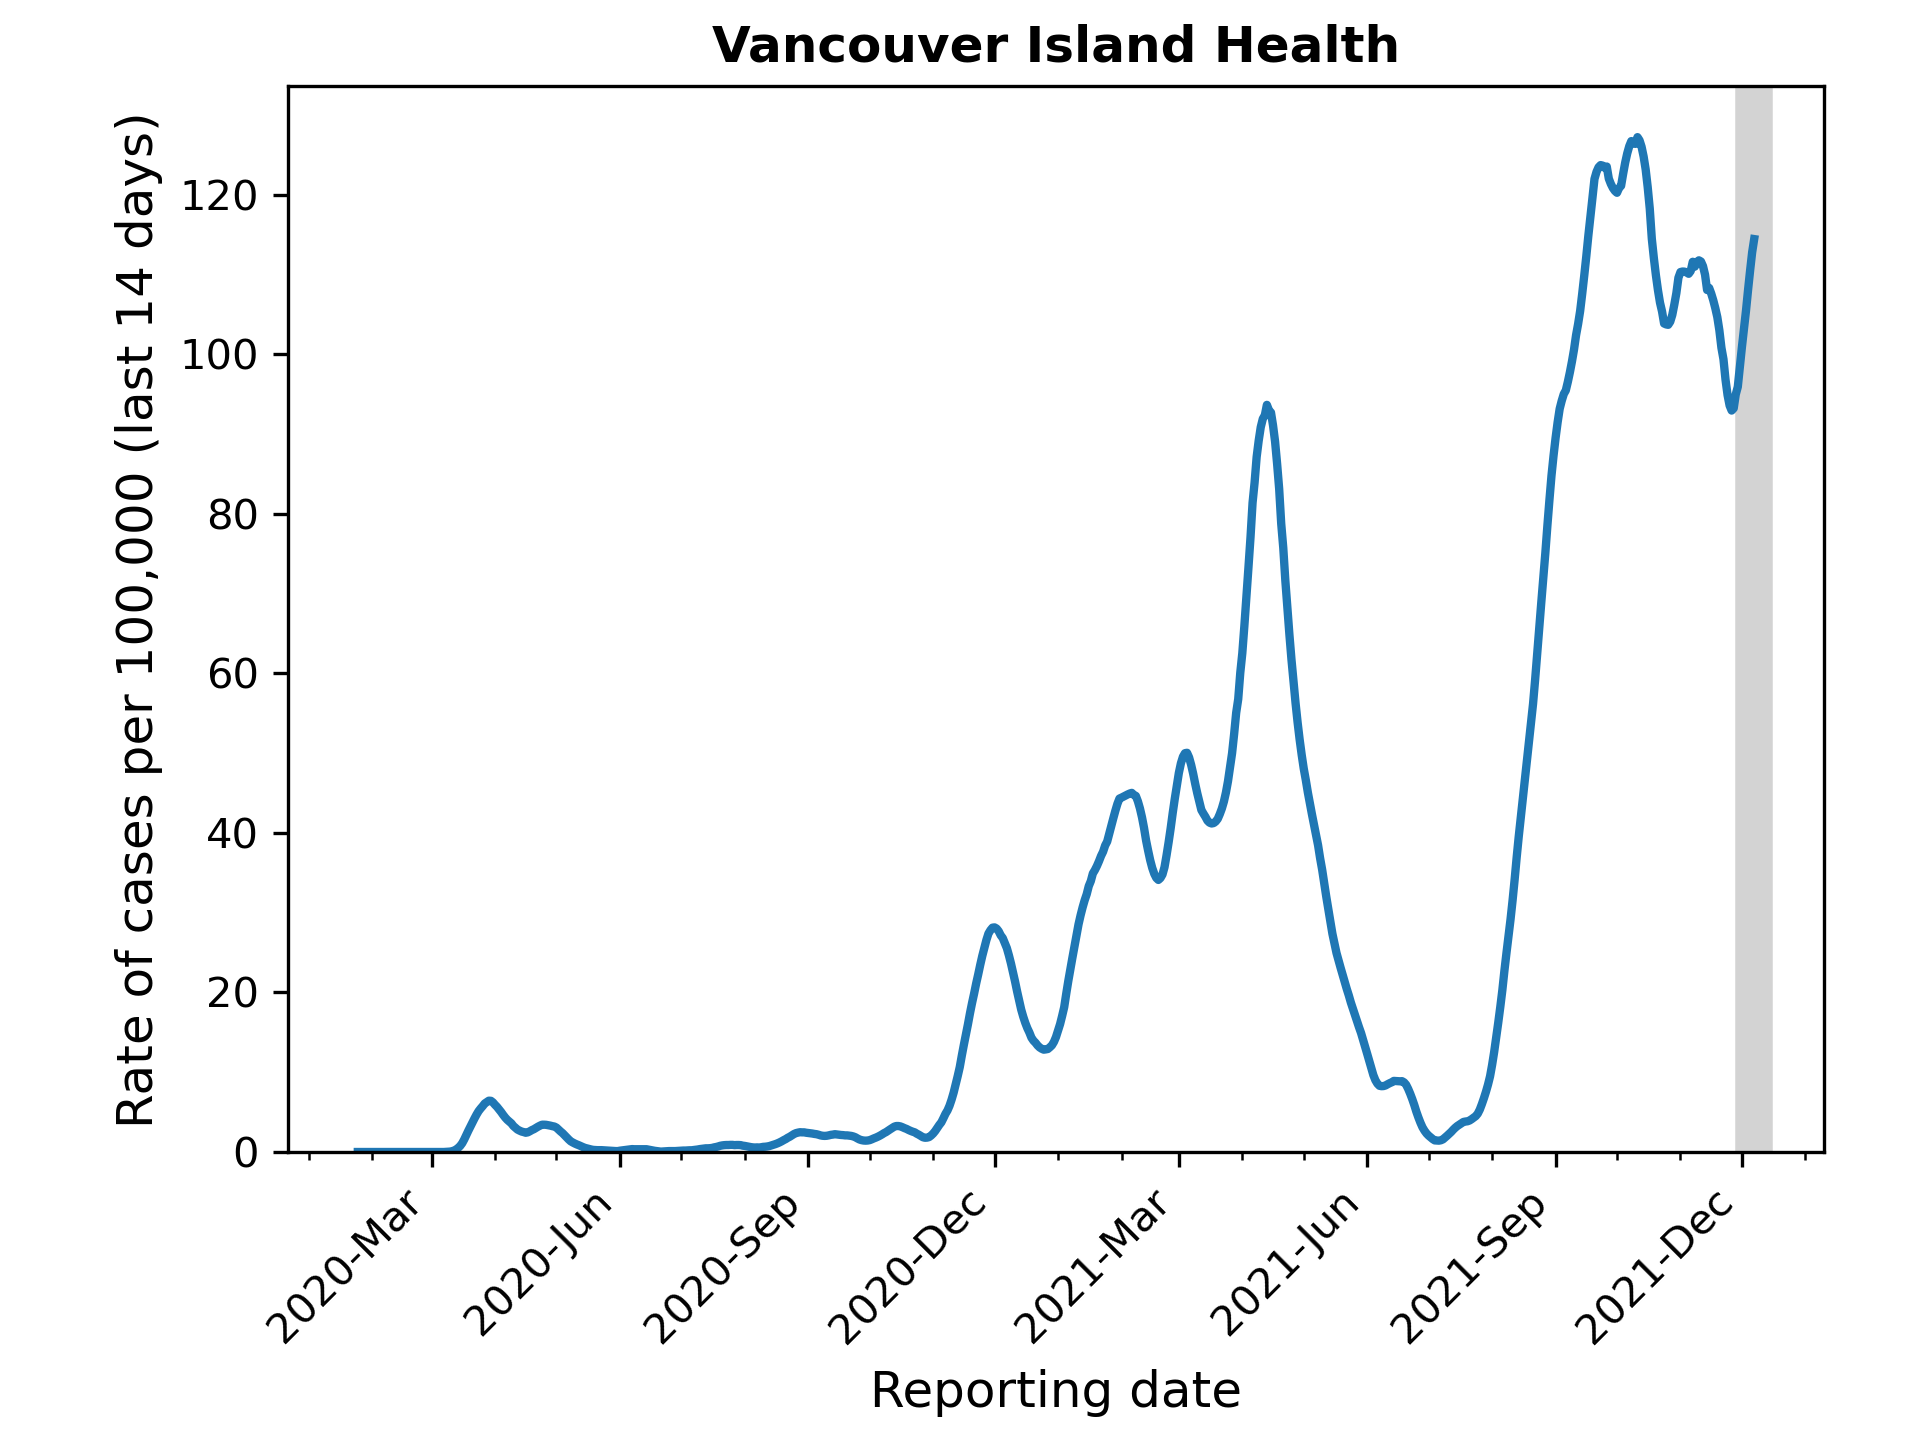 Vancouver Island Health
Rate of cases per 100,000 (last 14 days)
120
100
80
60
40
20
0
2020-Mar
2020-Jun
2020-Sep
2020-Dec
2021-Mar
2021-Jun
2021-Sep
2021-Dec
Reporting date